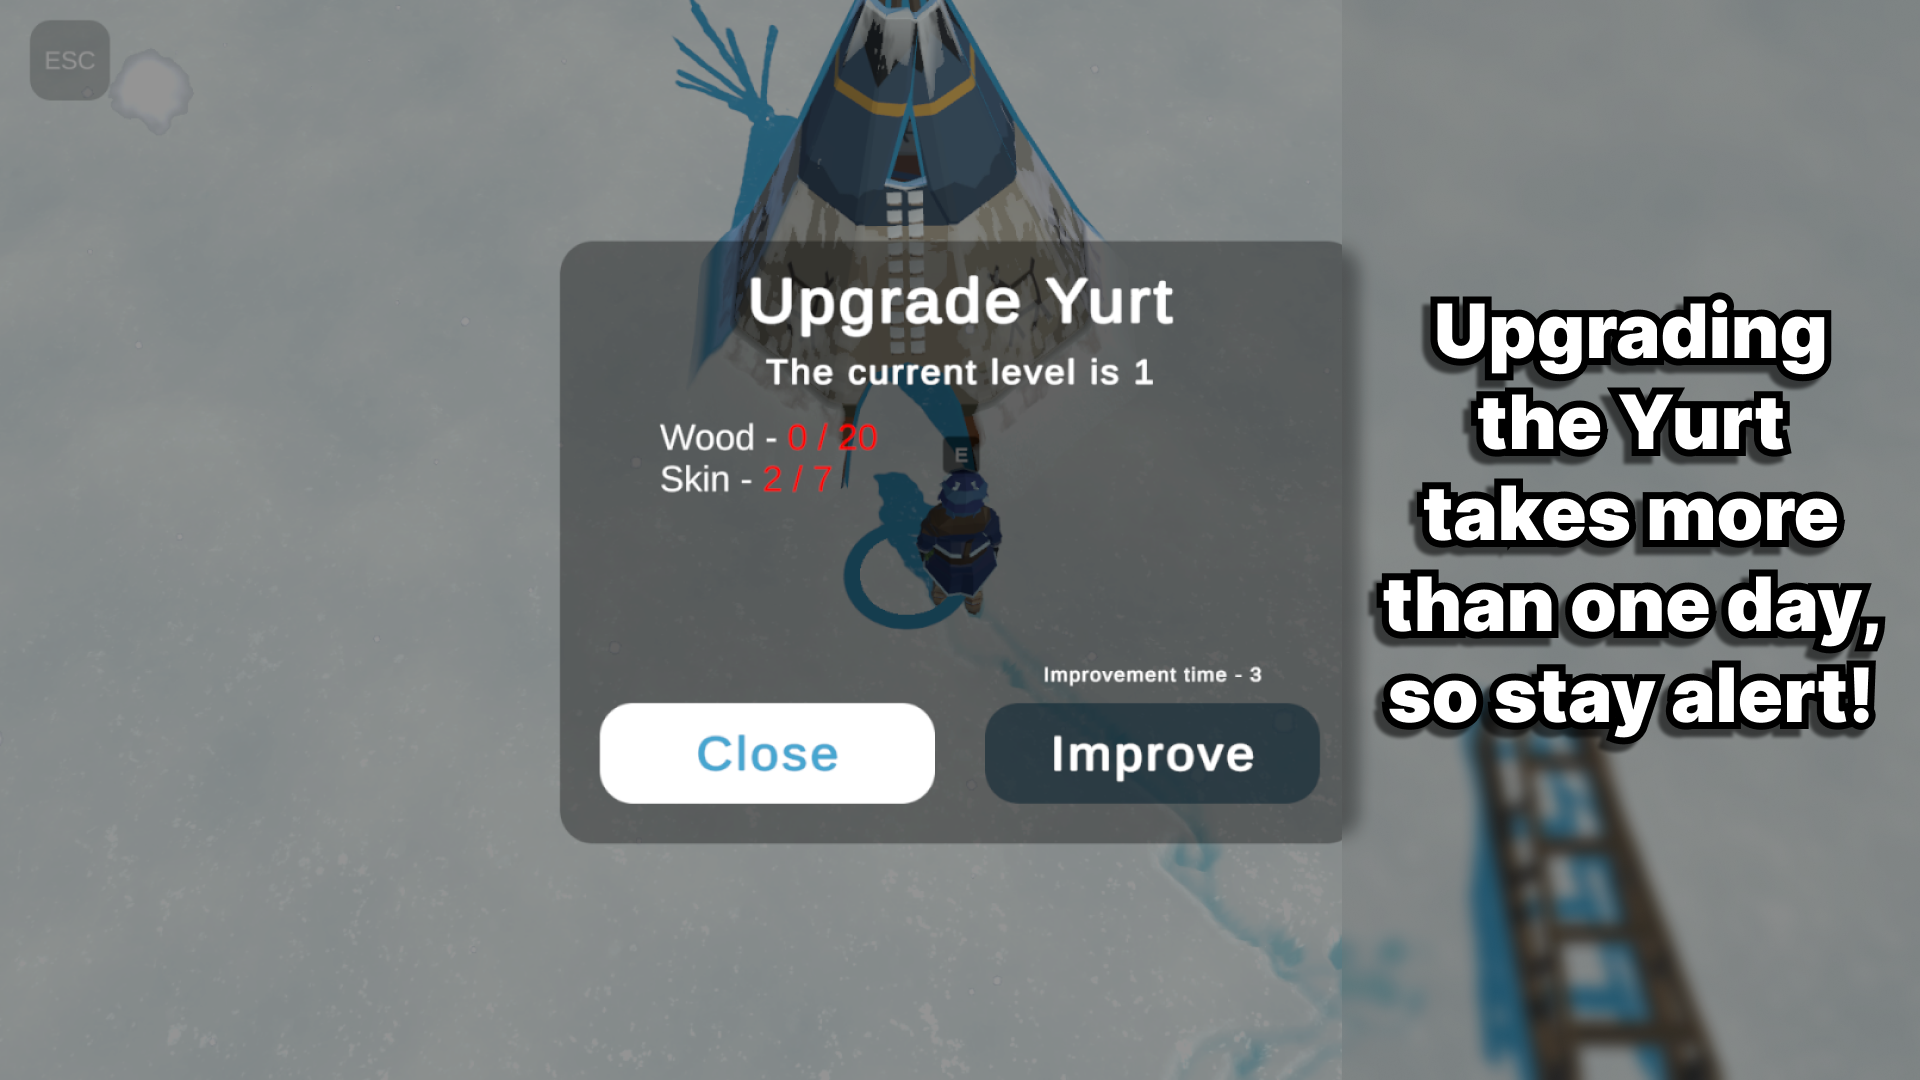 ESC
Upgrade Yurt
The current level is 1
Wood - 0 / 20
Skin - 2 / 7
E
Improvement time - 3
Close
Improve
Upgrading
the Yurt
takes more
than one day,
so stay alert!